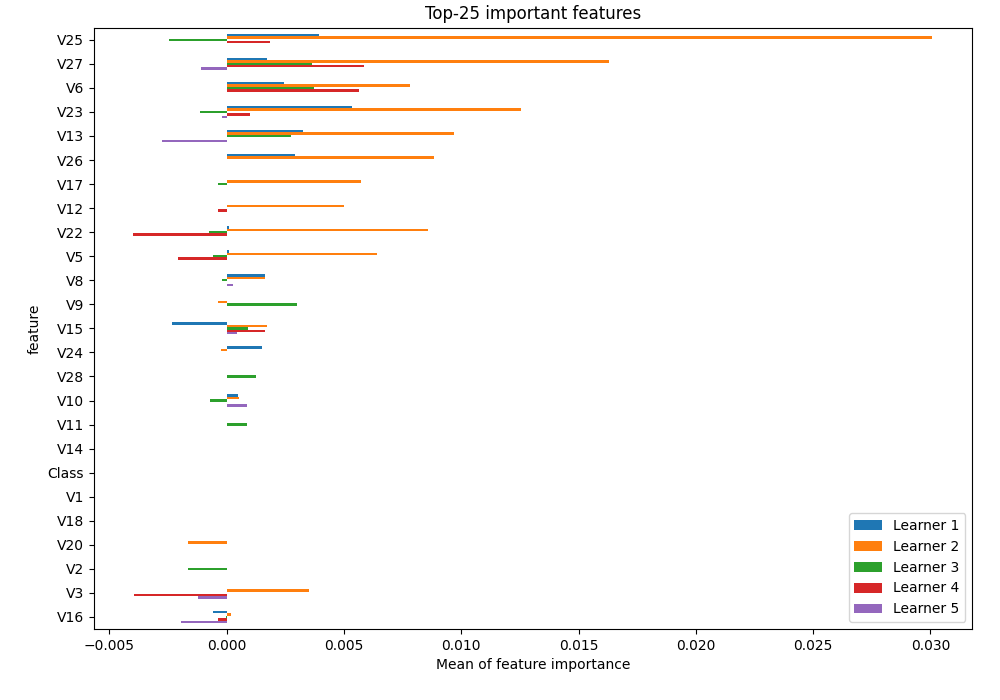 Top-25 important features
V25
V27
V6
V23
V13
V26
V17
V12
V22
V5
V8
V9
V15
V24
V28
V10
V11
V14
Class
V1
V18
V20
V2
V3
V16
feature
−0.005 0.000 0.005 0.010 0.015 0.020 0.025 0.030
Mean of feature importance
Learner 1
Learner 2
Learner 3
Learner 4
Learner 5